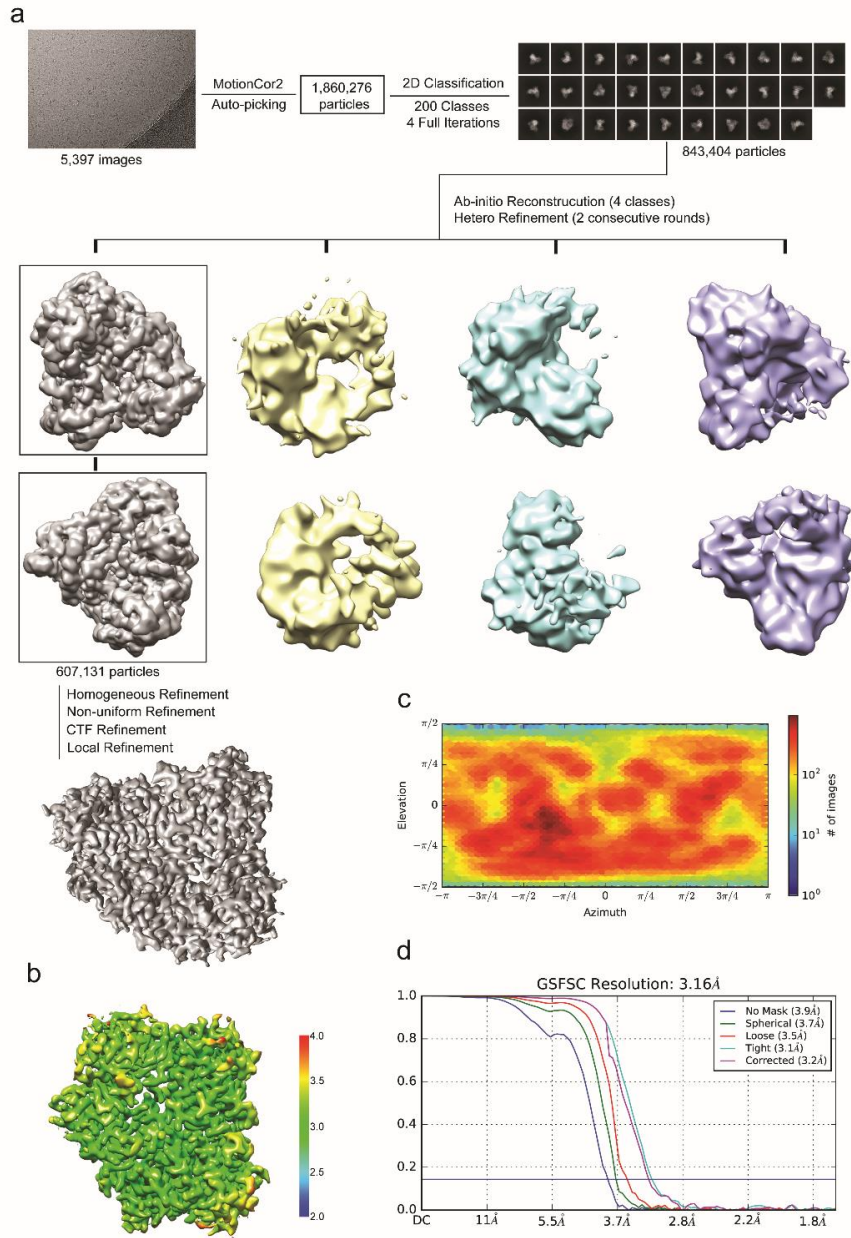 a
MotionCor2
Auto-picking
1,860,276
particles
2D Classification
200 Classes
4 Full Iterations
5,397 images
843,404 particles
Ab-initio Reconstrucution (4 classes)
Hetero Refinement (2 consecutive rounds)
607,131 particles
Homogeneous Refinement
Non-uniform Refinement
CTF Refinement
Local Refinement
c
π/2
π/4
0
−π/4
−π/2
Elevation
−π −3π/4 −π/2 −π/4 0 π/4 π/2 3π/4 π
Azimuth
10²
10¹
10⁰
# of images
b
4.0
3.5
3.0
2.5
2.0
d
GSFSC Resolution: 3.16Å
1.0
0.8
0.6
0.4
0.2
0.0
No Mask (3.9Å)
Spherical (3.7Å)
Loose (3.5Å)
Tight (3.1Å)
Corrected (3.2Å)
DC 11Å 5.5Å 3.7Å 2.8Å 2.2Å 1.8Å